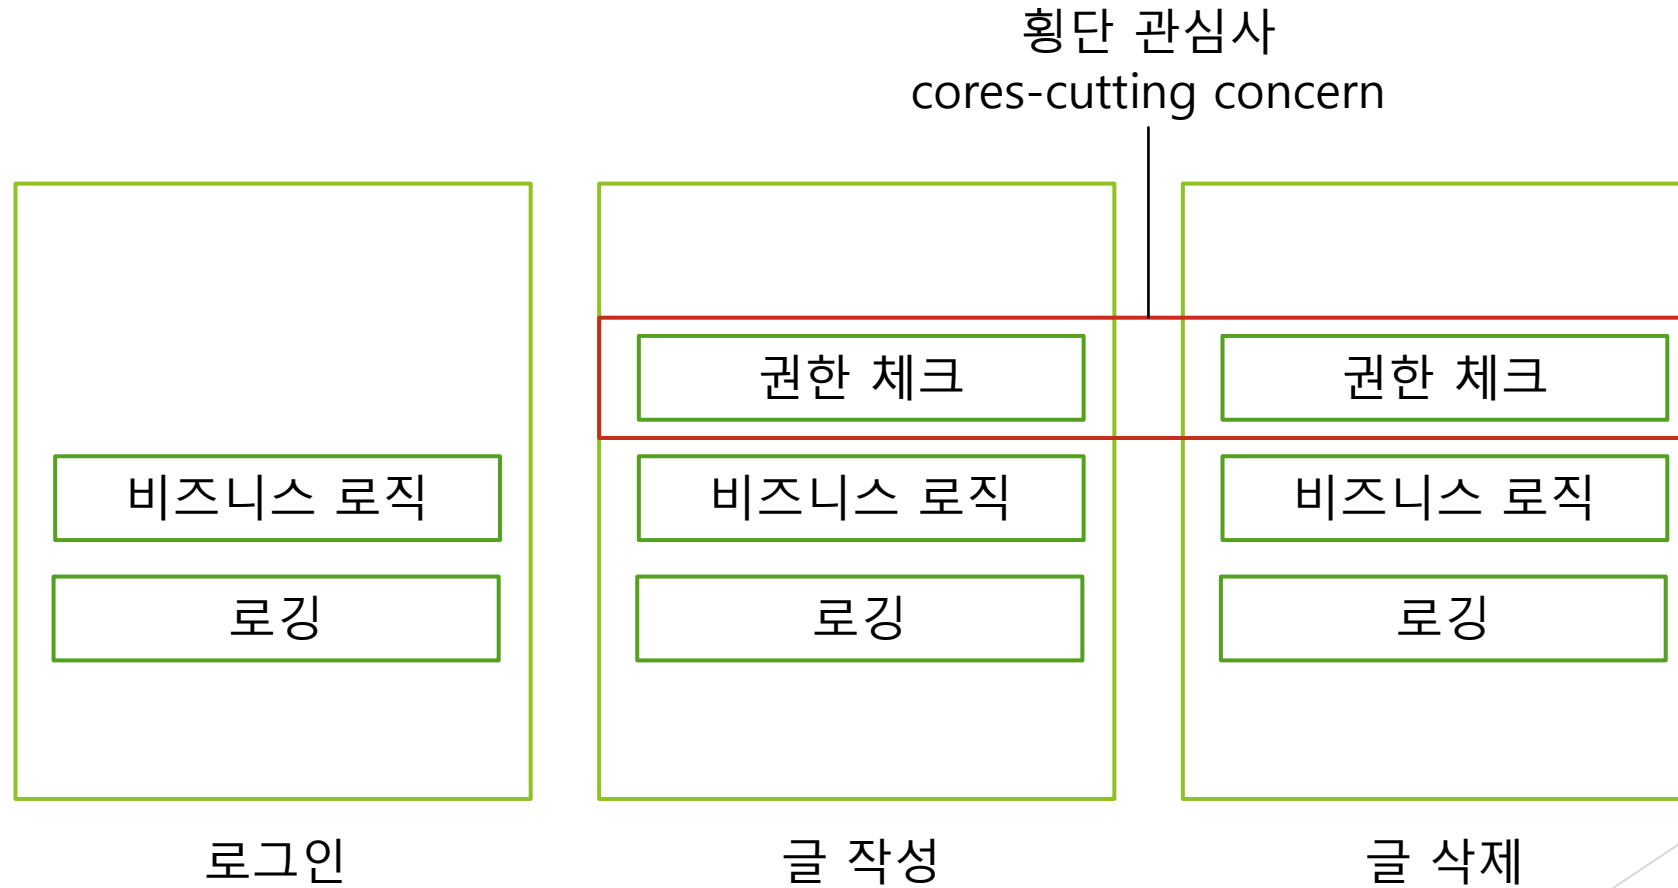 횡단 관심사
cores-cutting concern
권한 체크
권한 체크
비즈니스 로직
비즈니스 로직
비즈니스 로직
로깅
로깅
로깅
로그인
글 작성
글 삭제